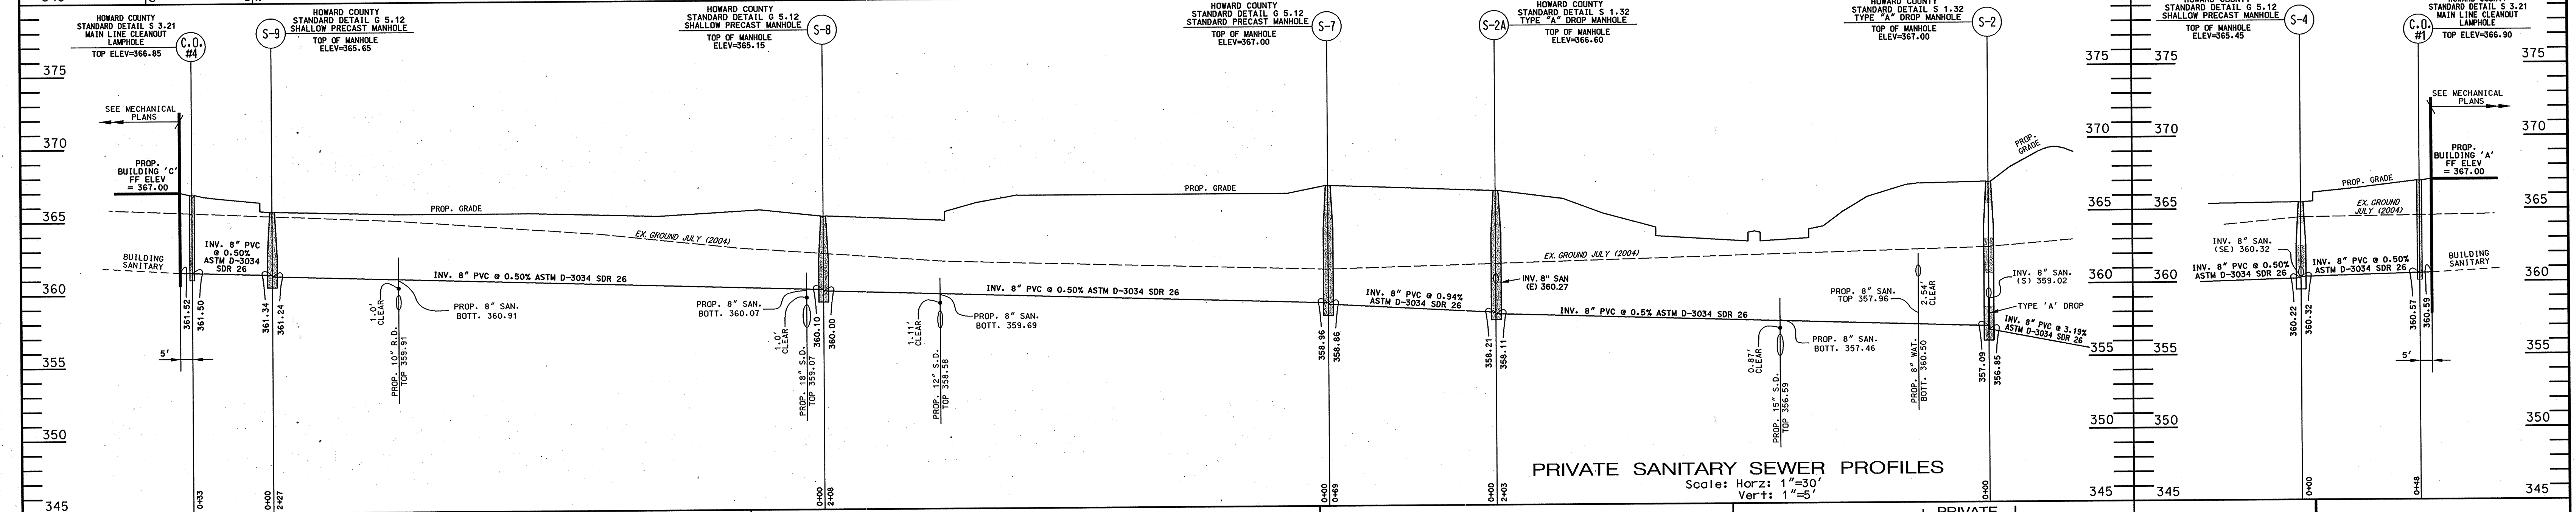 HOWARD COUNTY
STANDARD DETAIL S 3.21
MAIN LINE CLEANOUT
LAMPHOLE
TOP ELEV=366.85
C.O.
#4
S-9
HOWARD COUNTY
STANDARD DETAIL G 5.12
SHALLOW PRECAST MANHOLE
TOP OF MANHOLE
ELEV=365.65
HOWARD COUNTY
STANDARD DETAIL G 5.12
SHALLOW PRECAST MANHOLE
TOP OF MANHOLE
ELEV=365.15
S-8
HOWARD COUNTY
STANDARD DETAIL G 5.12
STANDARD PRECAST MANHOLE
TOP OF MANHOLE
ELEV=367.00
S-7
S-2A
HOWARD COUNTY
STANDARD DETAIL S 1.32
TYPE "A" DROP MANHOLE
TOP OF MANHOLE
ELEV=366.60
HOWARD COUNTY
STANDARD DETAIL S 1.32
TYPE "A" DROP MANHOLE
TOP OF MANHOLE
ELEV=367.00
S-2
STANDARD DETAIL G 5.12
SHALLOW PRECAST MANHOLE
TOP OF MANHOLE
ELEV=365.45
S-4
C.O.
#1
STANDARD DETAIL S 3.21
MAIN LINE CLEANOUT
LAMPHOLE
TOP ELEV=366.90
375
370
365
360
355
350
345
SEE MECHANICAL
PLANS
PROP.
BUILDING 'C'
FF ELEV
= 367.00
BUILDING
SANITARY
5'
INV. 8" PVC
@ 0.50%
ASTM D-3034
SDR 26
361.52
361.50
361.34
361.24
0+33
0+00
2+27
PROP. GRADE
EX. GROUND JULY (2004)
INV. 8" PVC @ 0.50% ASTM D-3034 SDR 26
1.0'
CLEAR
PROP. 10" R.D.
TOP 359.91
PROP. 8" SAN.
BOTT. 360.91
PROP. 8" SAN.
BOTT. 360.07
1.0'
CLEAR
PROP. 18" S.D.
TOP 359.07
360.10
360.00
0+00
2+08
1.11'
CLEAR
PROP. 12" S.D.
TOP 358.58
PROP. 8" SAN.
BOTT. 359.69
INV. 8" PVC @ 0.50% ASTM D-3034 SDR 26
PROP. GRADE
358.96
358.86
0+00
0+69
INV. 8" PVC @ 0.94%
ASTM D-3034
SDR 26
INV. 8" SAN
(E) 360.27
358.21
358.11
0+00
2+03
EX. GROUND JULY (2004)
INV. 8" PVC @ 0.5% ASTM D-3034 SDR 26
0.87'
CLEAR
PROP. 15" S.D.
TOP 356.59
PROP. 8" SAN.
BOTT. 357.46
PROP. 8" SAN.
TOP 357.96
2.54'
CLEAR
PROP. 8" WAT.
BOTT. 360.50
PROP.
GRADE
INV. 8" SAN.
(S) 359.02
TYPE 'A' DROP
INV. 8" PVC @ 3.19%
ASTM D-3034 SDR 26
357.09
356.85
0+00
PRIVATE SANITARY SEWER PROFILES
Scale: Horz: 1"=30'
Vert: 1"=5'
PRIVATE
375
370
365
360
355
350
345
375
370
365
360
355
350
345
INV. 8" SAN.
(SE) 360.32
INV. 8" PVC @ 0.50%
ASTM D-3034 SDR 26
PROP. GRADE
EX. GROUND
JULY (2004)
INV. 8" PVC @ 0.50%
ASTM D-3034 SDR 26
360.22
360.32
0+00
360.57
360.59
0+48
SEE MECHANICAL
PLANS
PROP.
BUILDING 'A'
FF ELEV
= 367.00
BUILDING
SANITARY
5'
375
370
365
360
355
350
345